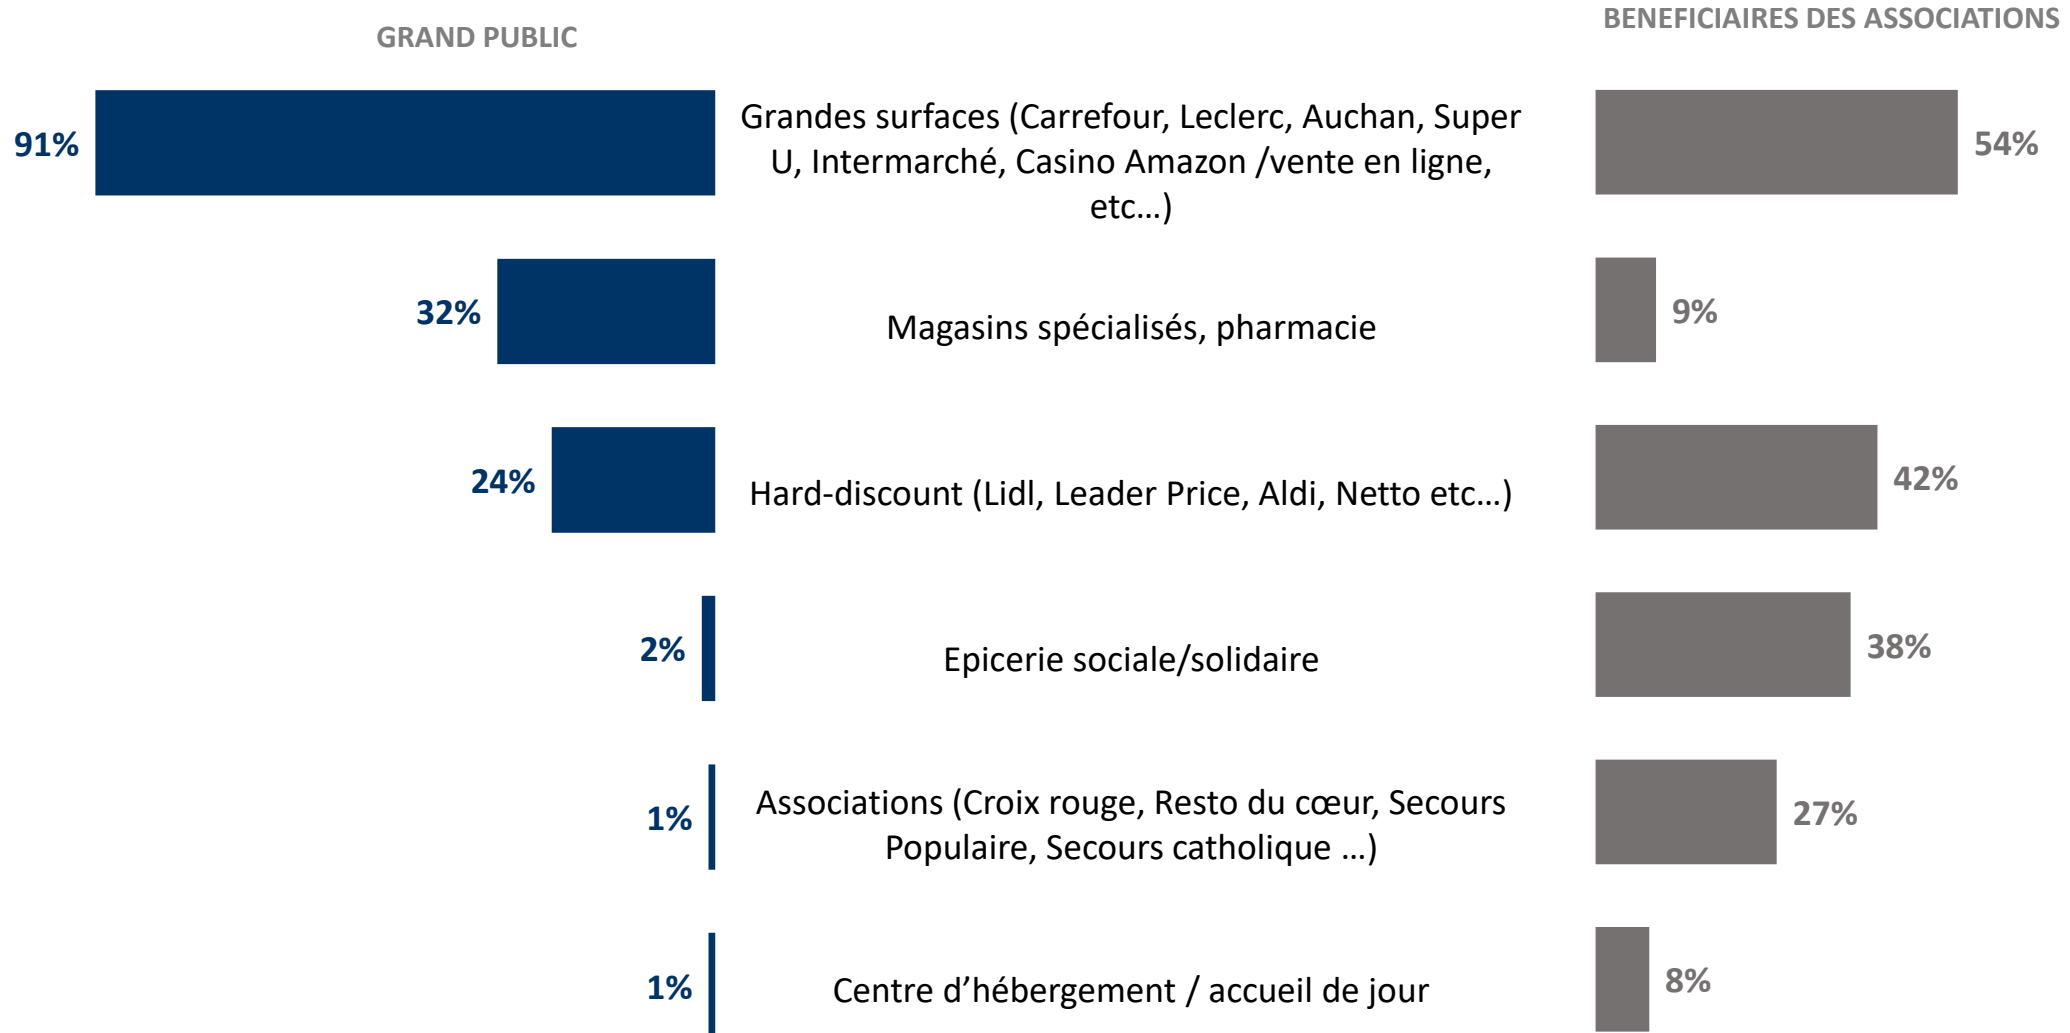 GRAND PUBLIC
BENEFICIAIRES DES ASSOCIATIONS
91%
Grandes surfaces (Carrefour, Leclerc, Auchan, Super
U, Intermarché, Casino Amazon /vente en ligne,
etc…)
54%
32%
Magasins spécialisés, pharmacie
9%
24%
Hard-discount (Lidl, Leader Price, Aldi, Netto etc…)
42%
2%
Epicerie sociale/solidaire
38%
1%
Associations (Croix rouge, Resto du cœur, Secours
Populaire, Secours catholique …)
27%
1%
Centre d’hébergement / accueil de jour
8%